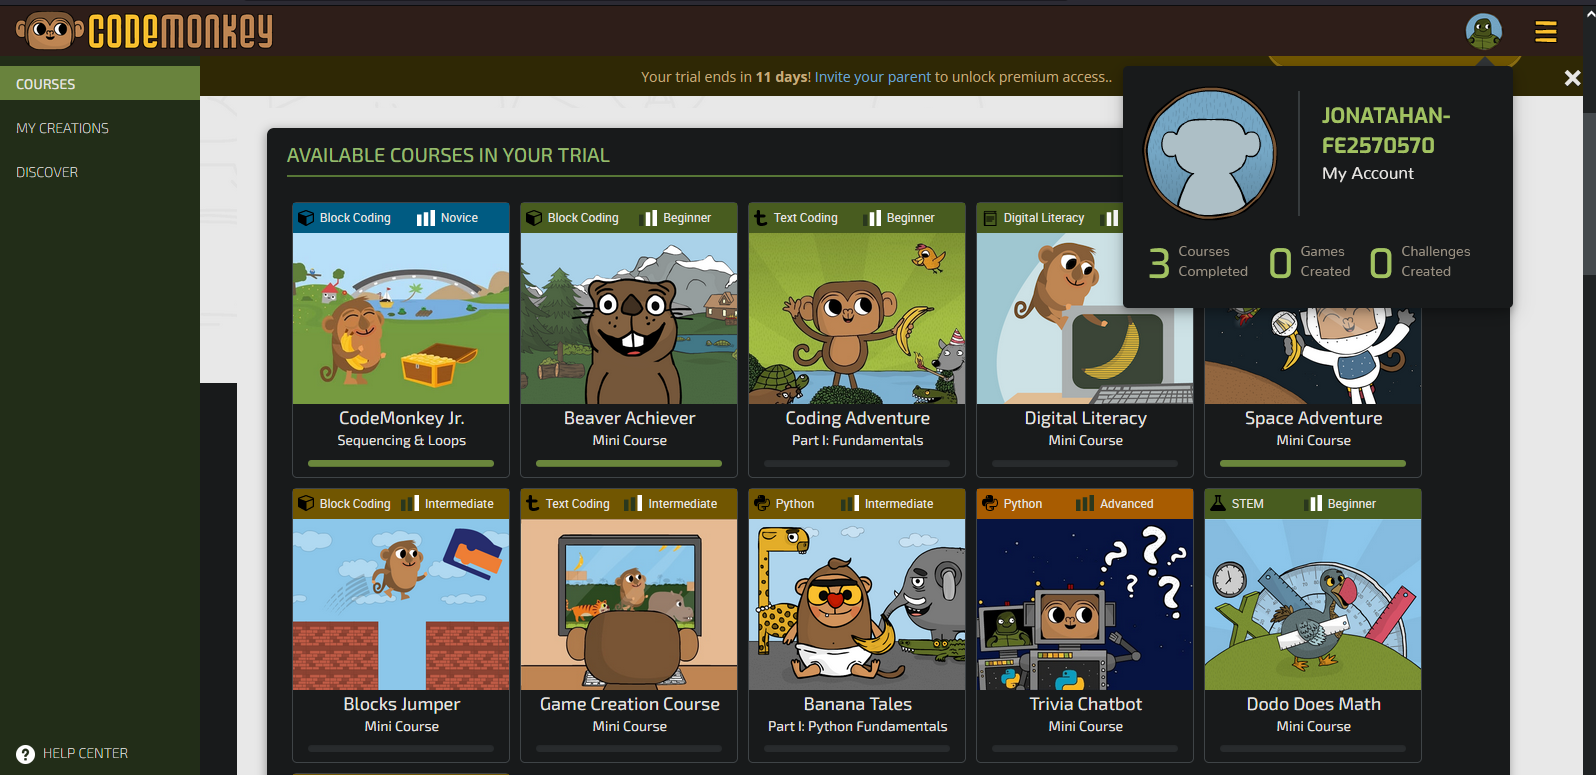 CODEMONKEY
Your trial ends in 11 days! Invite your parent to unlock premium access..
COURSES
MY CREATIONS
DISCOVER
HELP CENTER
JONATAHAN-
FE2570570
My Account
3 Courses Completed
0 Games Created
0 Challenges Created
AVAILABLE COURSES IN YOUR TRIAL
Block Coding Novice
CodeMonkey Jr.
Sequencing & Loops
Block Coding Beginner
Beaver Achiever
Mini Course
Text Coding Beginner
Coding Adventure
Part I: Fundamentals
Digital Literacy
Digital Literacy
Mini Course
Space Adventure
Mini Course
Block Coding Intermediate
Blocks Jumper
Mini Course
Text Coding Intermediate
Game Creation Course
Mini Course
Python Intermediate
Banana Tales
Part I: Python Fundamentals
Python Advanced
Trivia Chatbot
Mini Course
STEM Beginner
Dodo Does Math
Mini Course